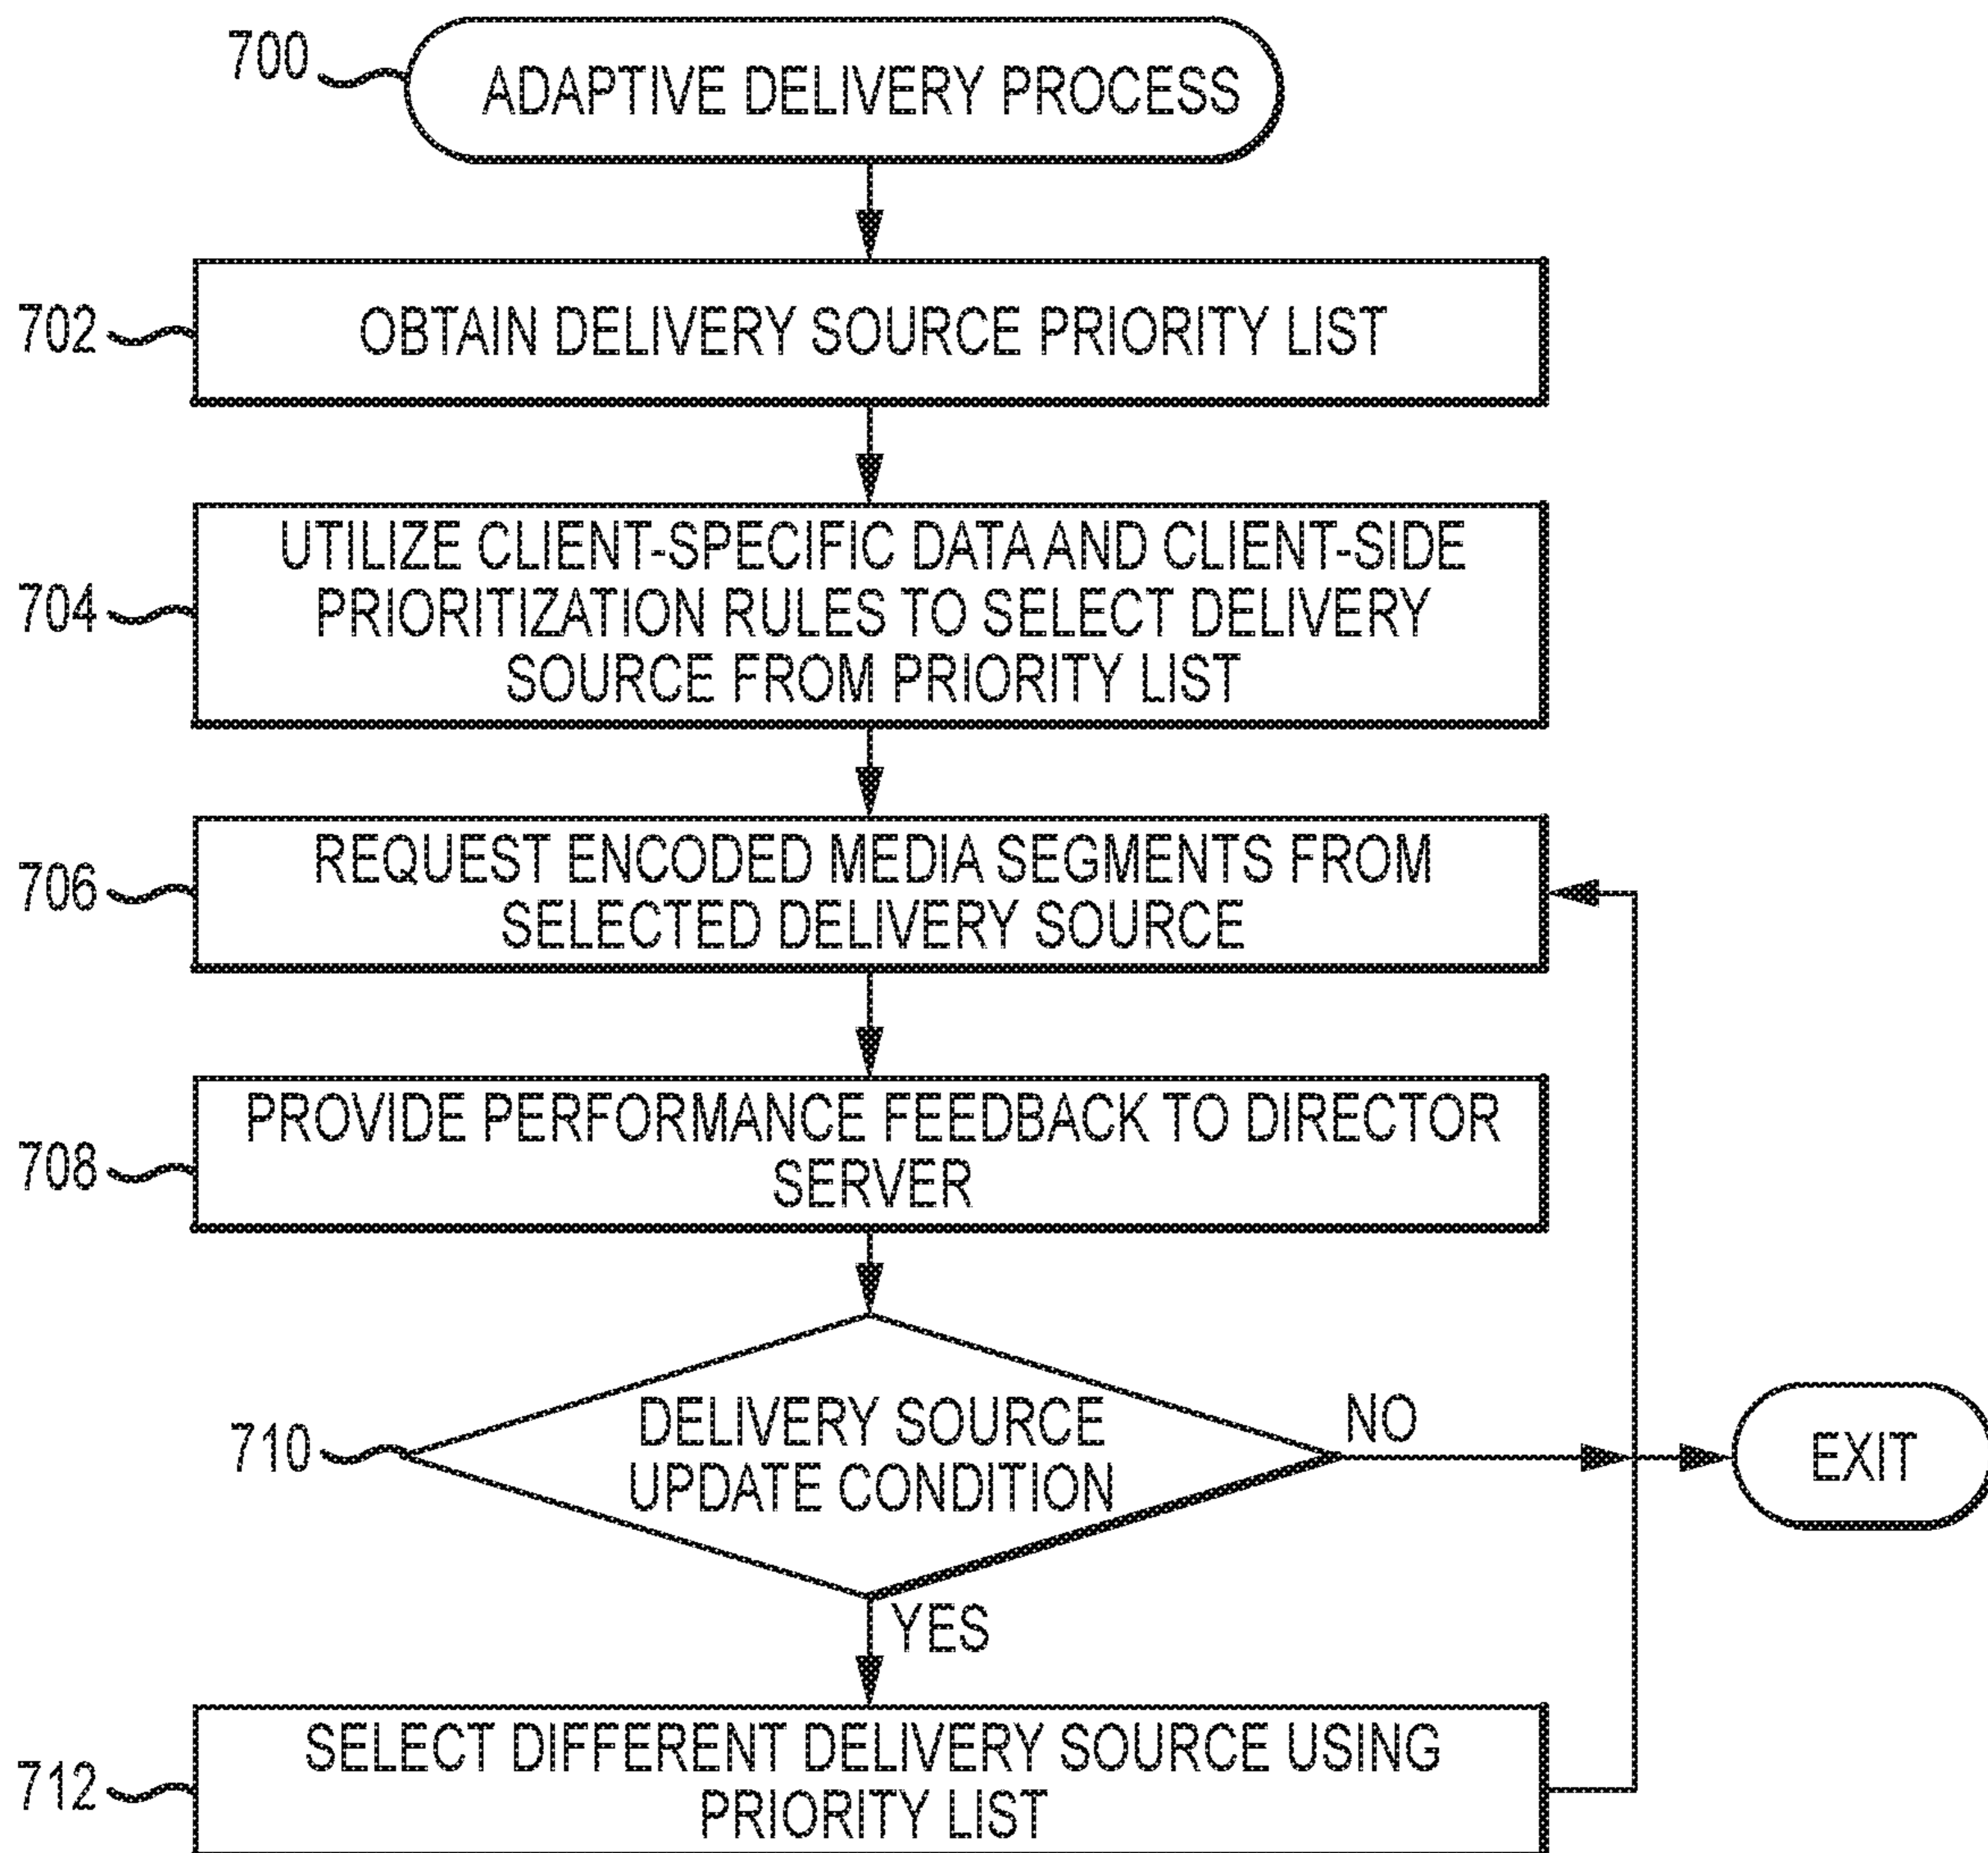 700
ADAPTIVE DELIVERY PROCESS
702
OBTAIN DELIVERY SOURCE PRIORITY LIST
704
UTILIZE CLIENT-SPECIFIC DATA AND CLIENT-SIDE
PRIORITIZATION RULES TO SELECT DELIVERY
SOURCE FROM PRIORITY LIST
706
REQUEST ENCODED MEDIA SEGMENTS FROM
SELECTED DELIVERY SOURCE
708
PROVIDE PERFORMANCE FEEDBACK TO DIRECTOR
SERVER
710
DELIVERY SOURCE
UPDATE CONDITION
NO
EXIT
YES
712
SELECT DIFFERENT DELIVERY SOURCE USING
PRIORITY LIST